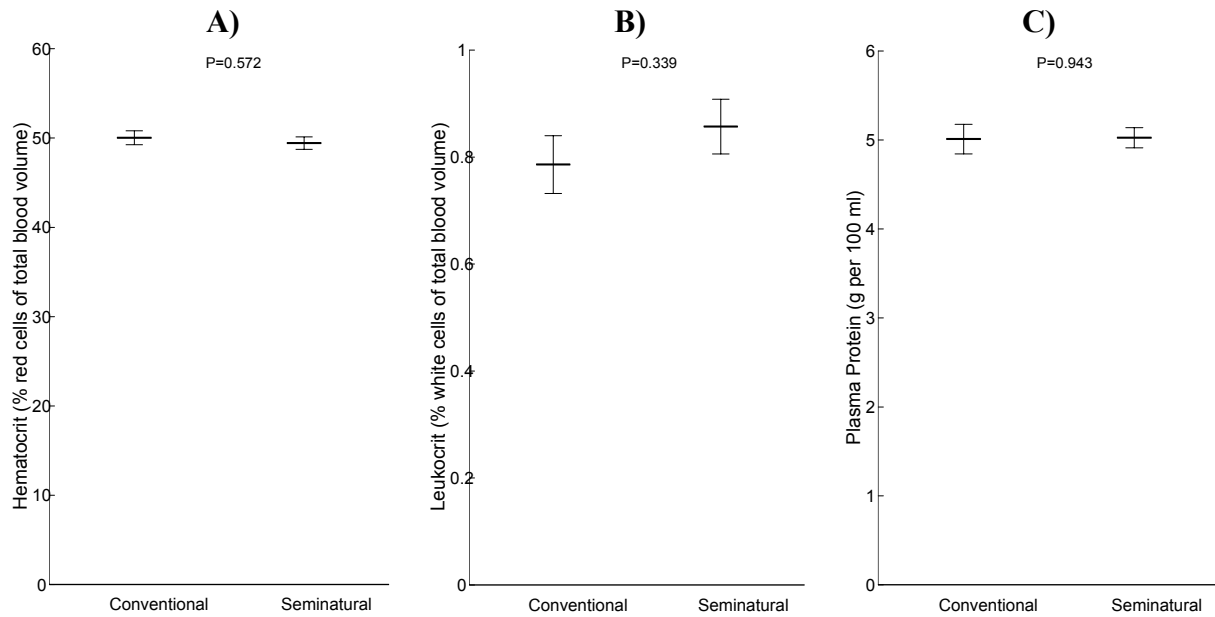 A)
P=0.572
Hematocrit (% red cells of total blood volume)
60
50
40
30
20
10
0
Conventional Seminatural
B)
P=0.339
Leukocrit (% white cells of total blood volume)
1
0.8
0.6
0.4
0.2
0
Conventional Seminatural
C)
P=0.943
Plasma Protein (g per 100 ml)
6
5
4
3
2
1
0
Conventional Seminatural